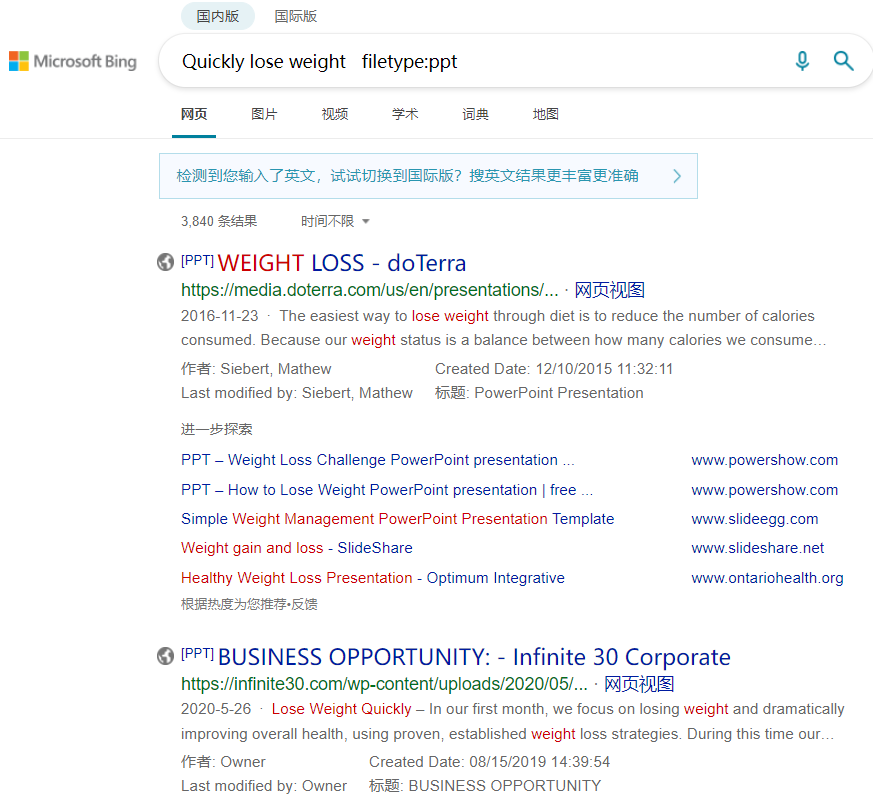 国内版 国际版
Microsoft Bing
Quickly lose weight filetype:ppt
网页 图片 视频 学术 词典 地图
检测到您输入了英文，试试切换到国际版？搜英文结果更丰富更准确
3,840 条结果 时间不限
[PPT] WEIGHT LOSS - doTerra
https://media.doterra.com/us/en/presentations/... · 网页视图
2016-11-23 · The easiest way to lose weight through diet is to reduce the number of calories
consumed. Because our weight status is a balance between how many calories we consume…
作者: Siebert, Mathew Created Date: 12/10/2015 11:32:11
Last modified by: Siebert, Mathew 标题: PowerPoint Presentation
进一步探索
PPT – Weight Loss Challenge PowerPoint presentation ... www.powershow.com
PPT – How to Lose Weight PowerPoint presentation | free ... www.powershow.com
Simple Weight Management PowerPoint Presentation Template www.slideegg.com
Weight gain and loss - SlideShare www.slideshare.net
Healthy Weight Loss Presentation - Optimum Integrative www.ontariohealth.org
根据热度为您推荐•反馈
[PPT] BUSINESS OPPORTUNITY: - Infinite 30 Corporate
https://infinite30.com/wp-content/uploads/2020/05/... · 网页视图
2020-5-26 · Lose Weight Quickly – In our first month, we focus on losing weight and dramatically
improving overall health, using proven, established weight loss strategies. During this time our…
作者: Owner Created Date: 08/15/2019 14:39:54
Last modified by: Owner 标题: BUSINESS OPPORTUNITY